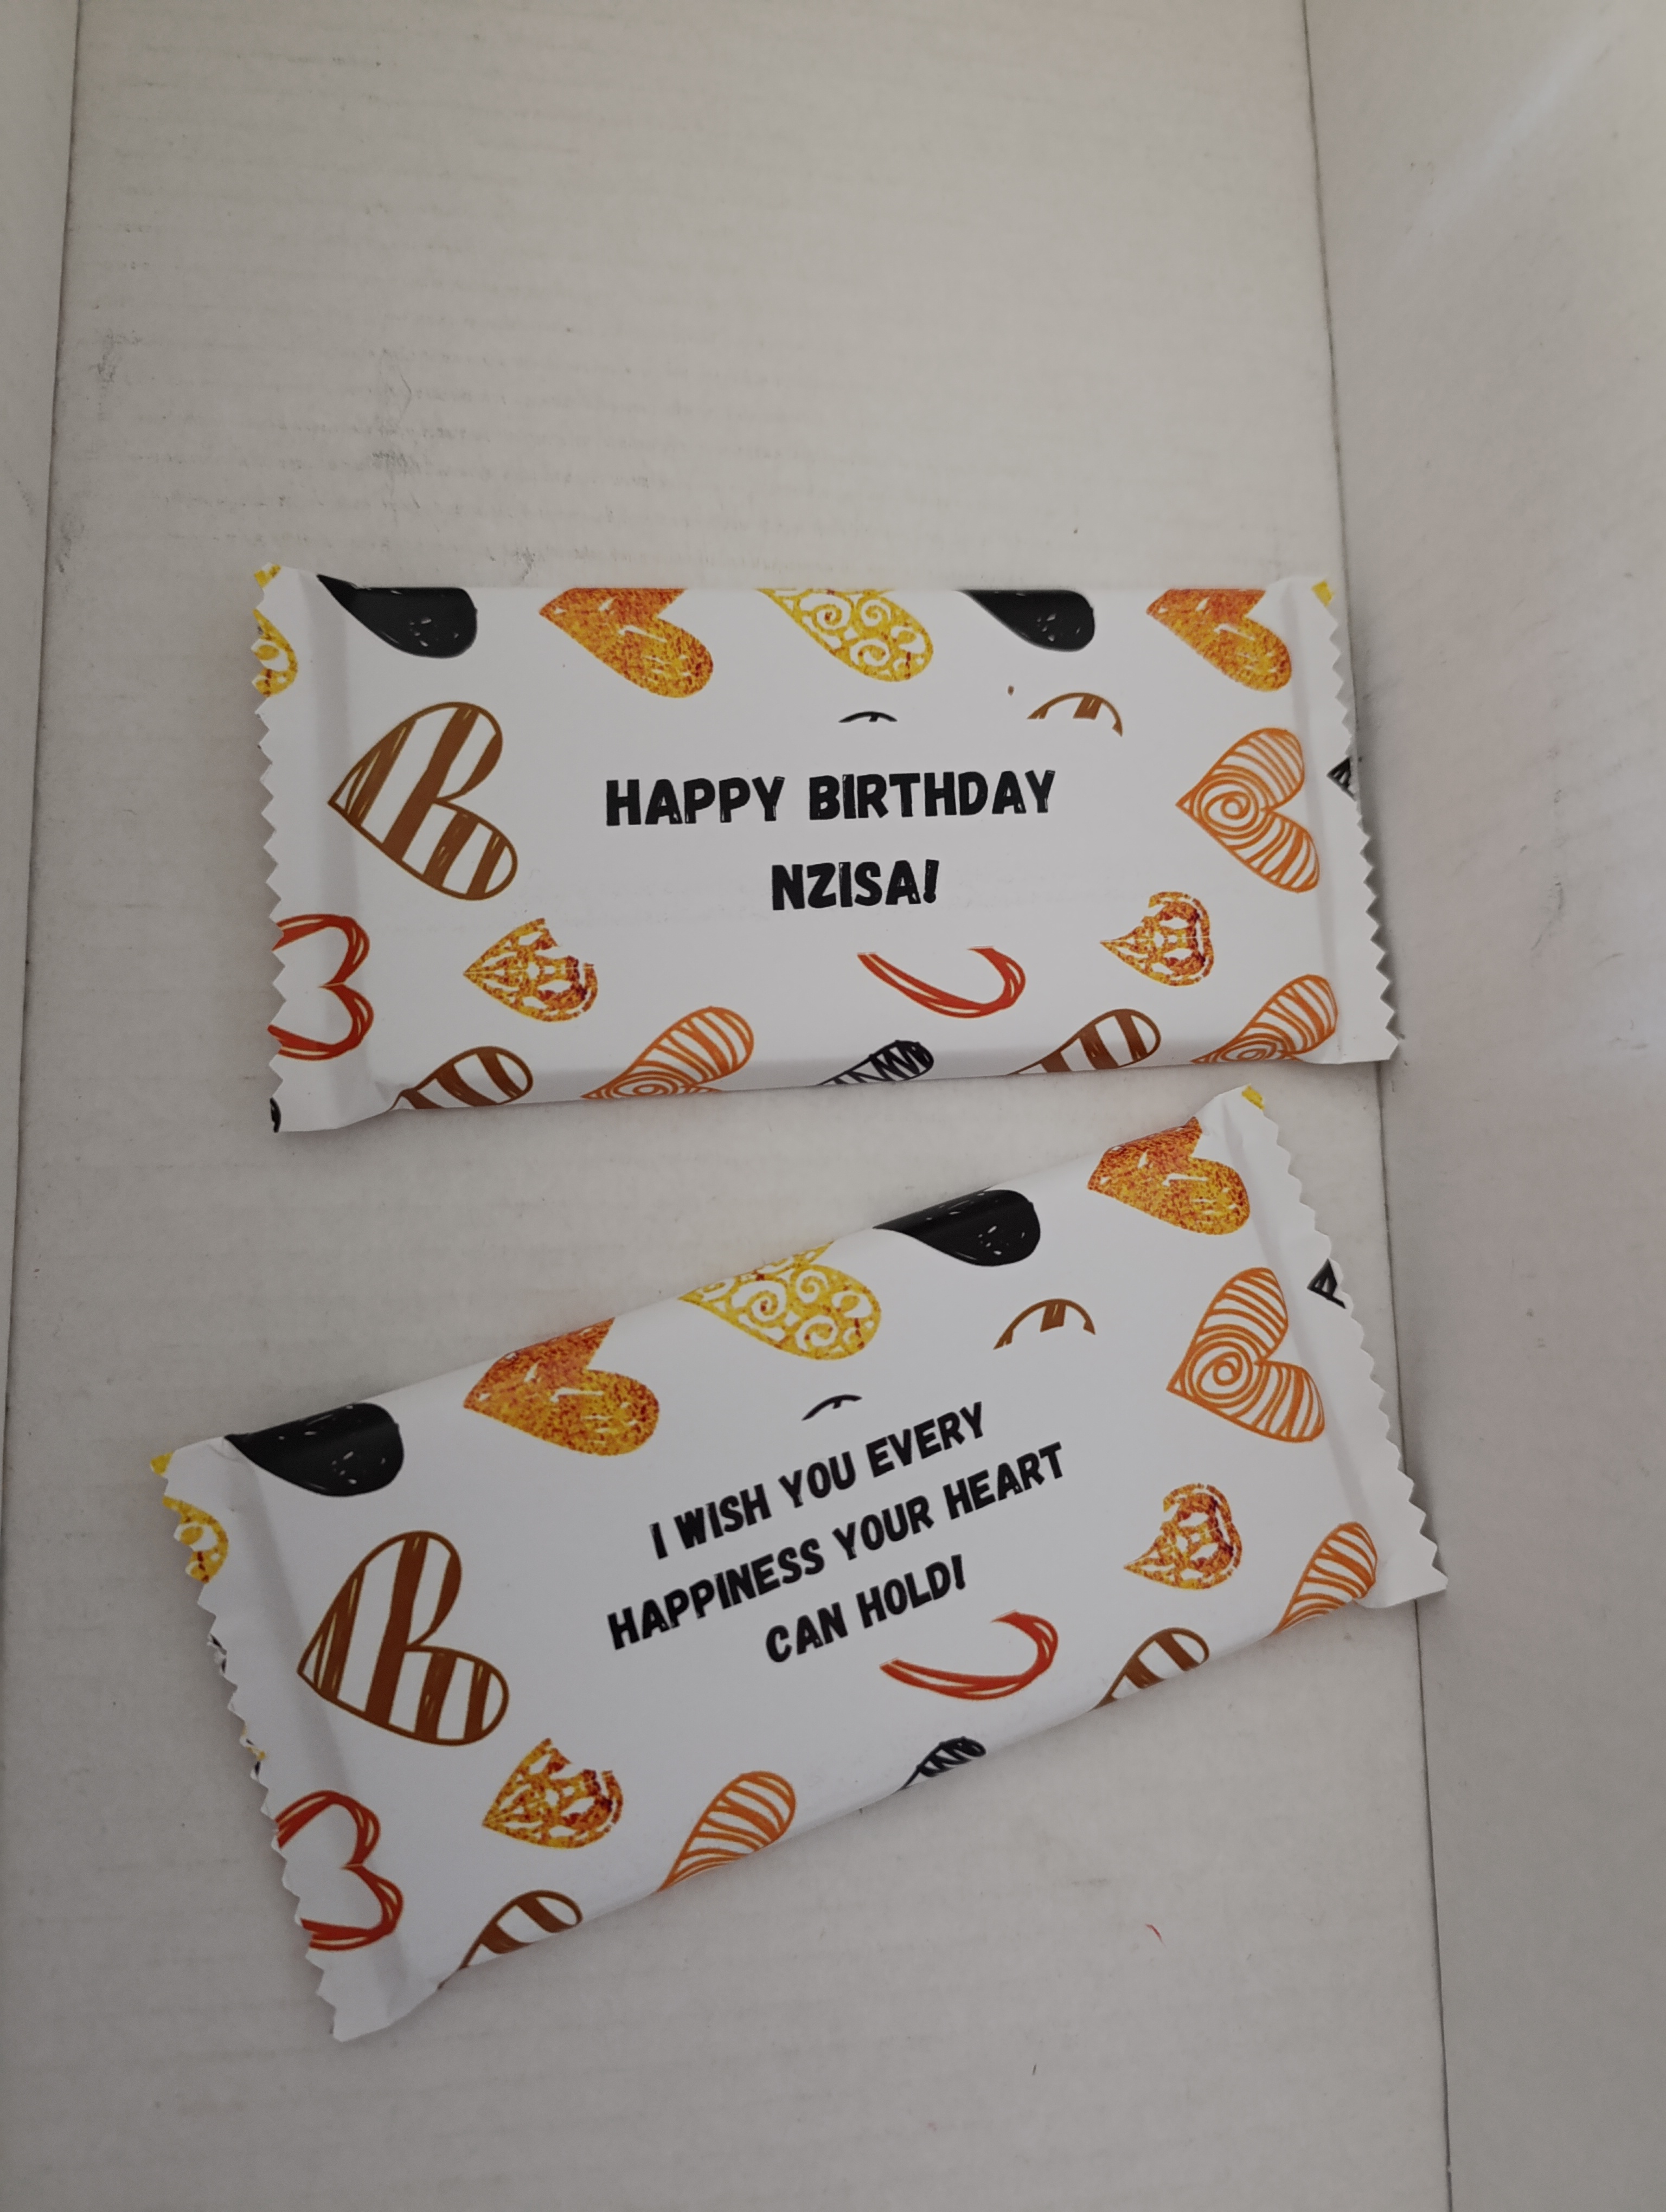 HAPPY BIRTHDAY
NZISA!
I WISH YOU EVERY
HAPPINESS YOUR HEART
CAN HOLD!